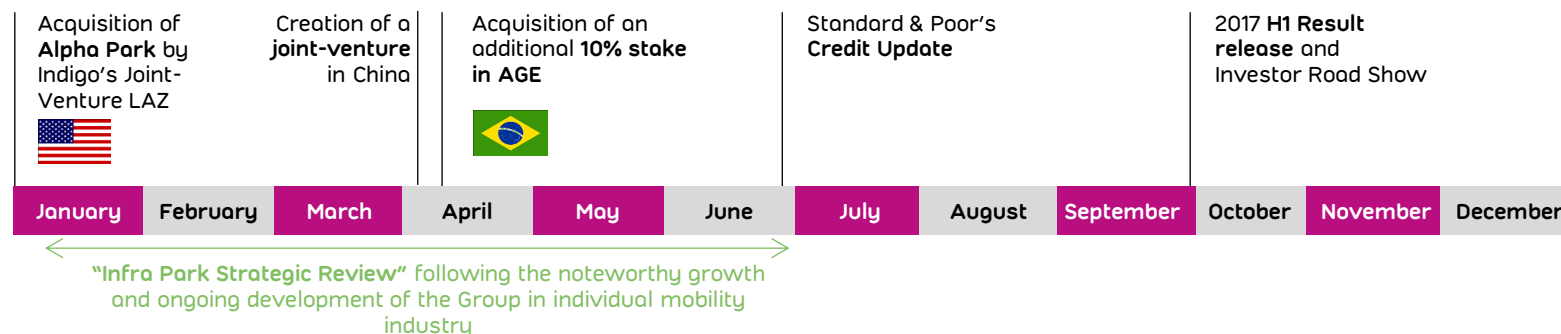 Acquisition of
Alpha Park by
Indigo's Joint-
Venture LAZ
Creation of a
joint-venture
in China
Acquisition of an
additional 10% stake
in AGE
Standard & Poor's
Credit Update
2017 H1 Result
release and
Investor Road Show
January February March April May June July August September October November December
"Infra Park Strategic Review" following the noteworthy growth
and ongoing development of the Group in individual mobility
industry